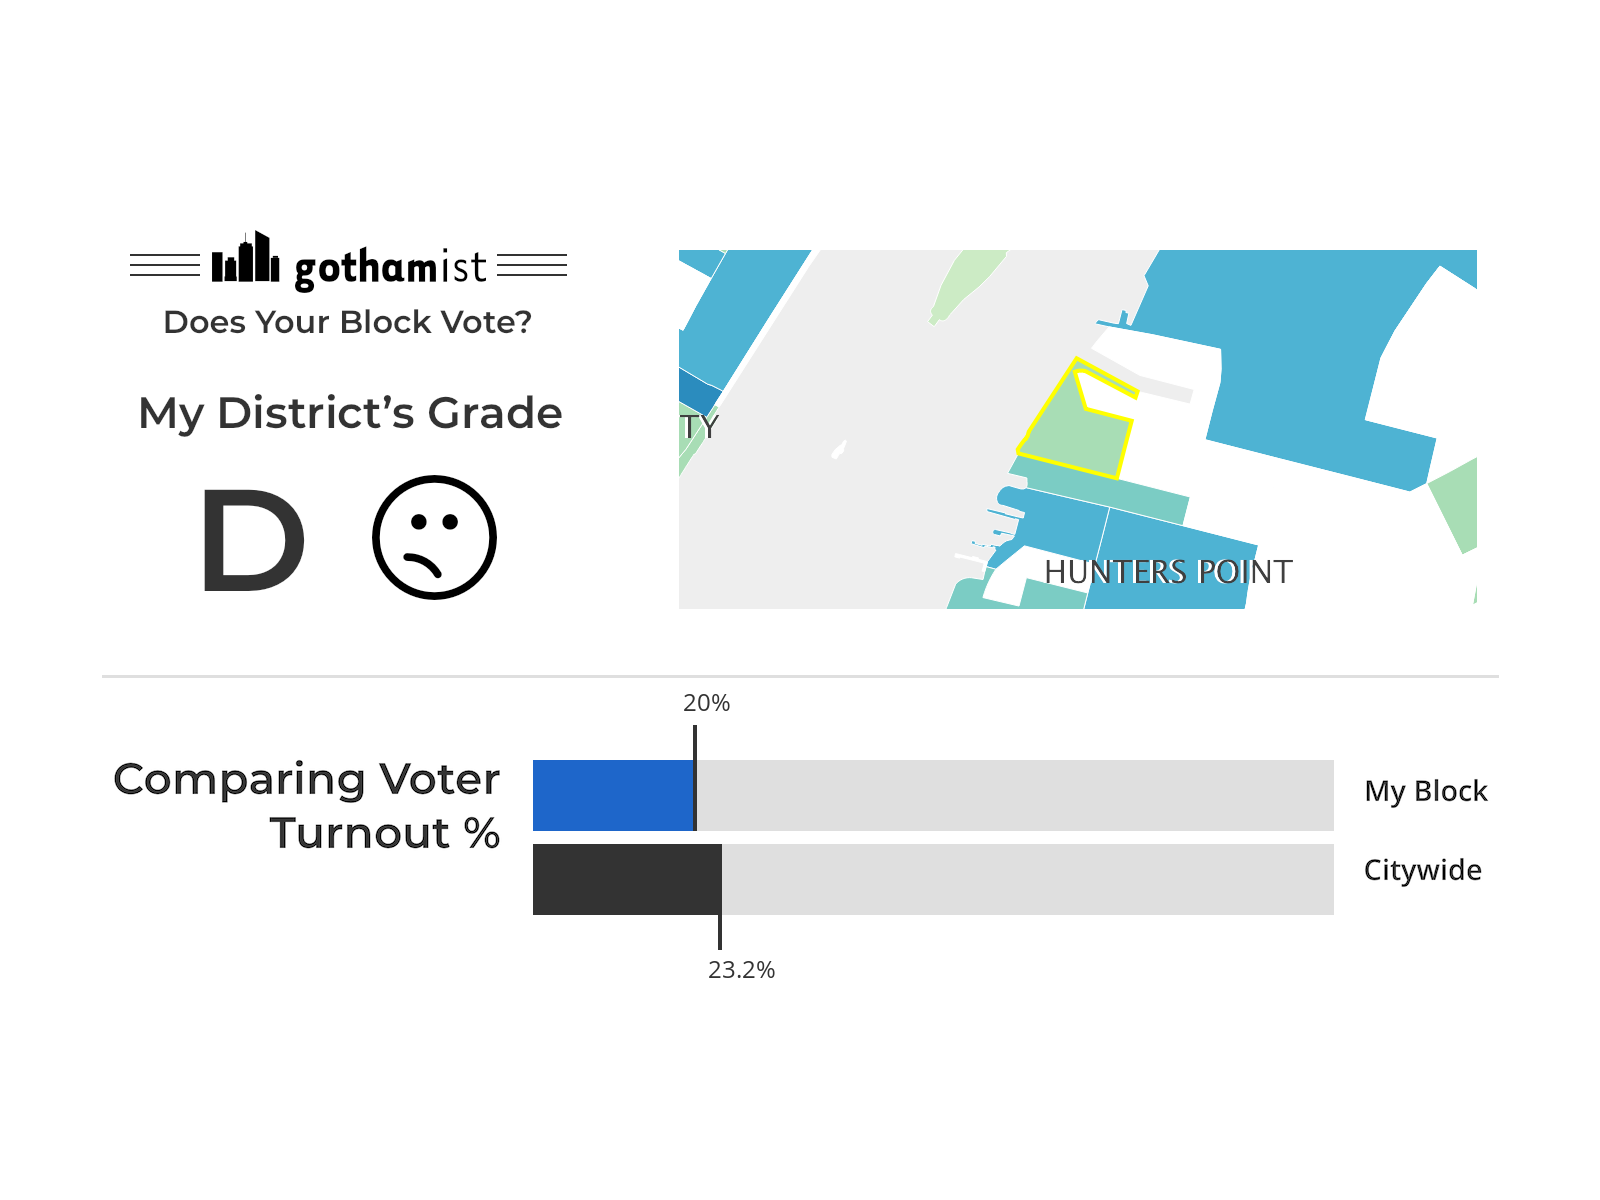 gothamist
Does Your Block Vote?
My District’s Grade
D
TY
HUNTERS POINT
20%
Comparing Voter
Turnout %
My Block
Citywide
23.2%